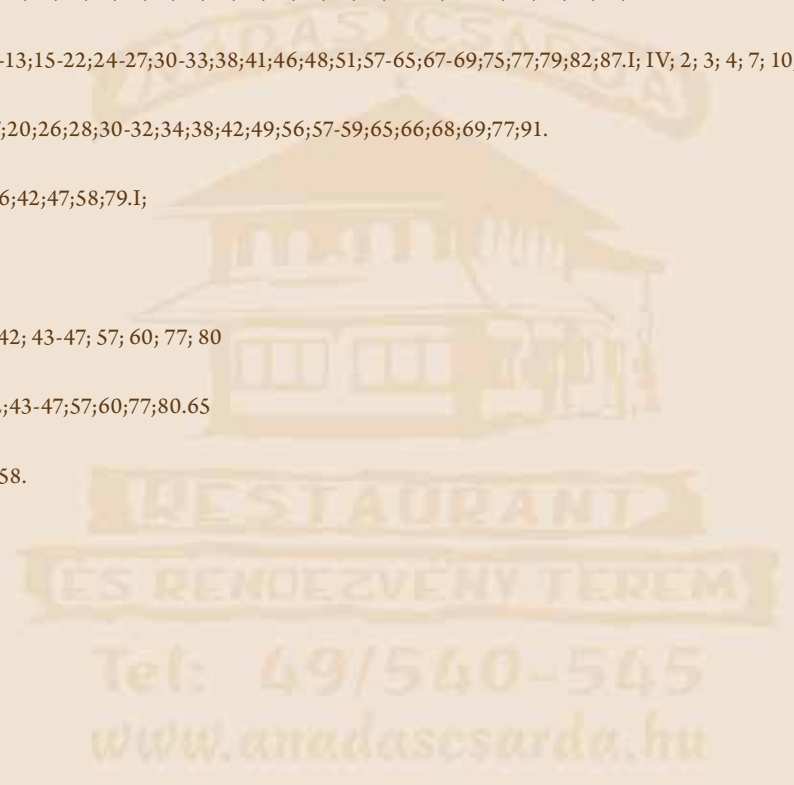 -13;15-22;24-27;30-33;38;41;46;48;51;57-65;67-69;75;77;79;82;87.I; IV; 2; 3; 4; 7; 10
;20;26;28;30-32;34;38;42;49;56;57-59;65;66;68;69;77;91.
6;42;47;58;79.I;
42; 43-47; 57; 60; 77; 80
;43-47;57;60;77;80.65
58.
NÁDAS CSÁRDA
RESTAURANT
ÉS RENDEZVÉNY TEREM
Tel: 49/540-545
www.anadascsarda.hu